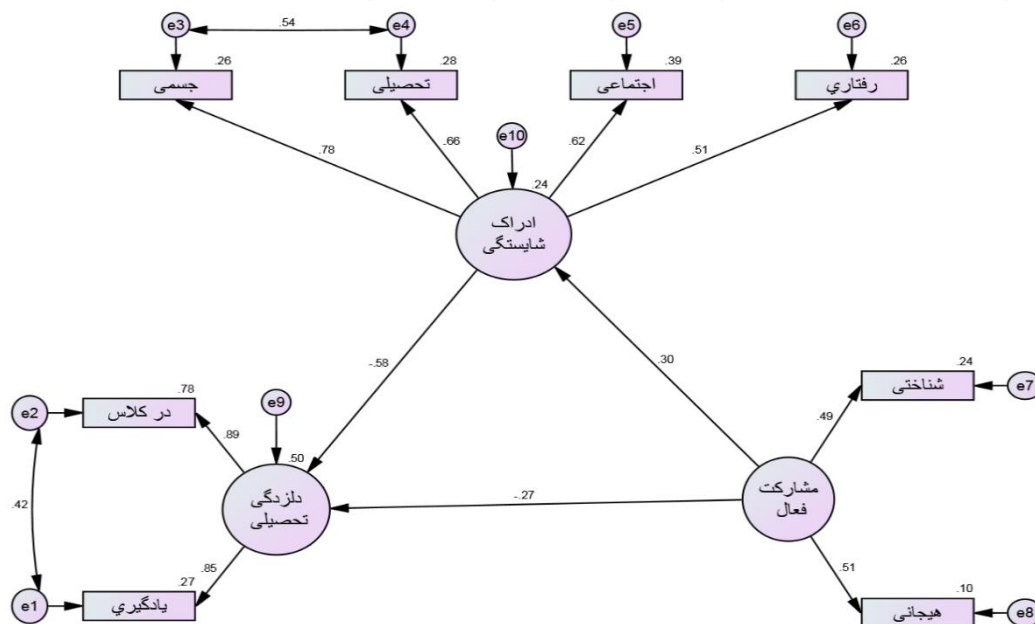 e3
.54
e4
e5
e6
.26
.28
.39
.26
جسمی
تحصیلی
اجتماعی
رفتاري
.78
.66
e10
.62
.51
.24
ادراک
شایستگی
-.58
.30
.24
شناختی
e7
.49
.78
e2
در کلاس
e9
.89
.50
دلزدگی
تحصیلی
-.27
مشارکت
فعال
.42
.85
.51
.27
e1
یادگیري
.10
هیجانی
e8